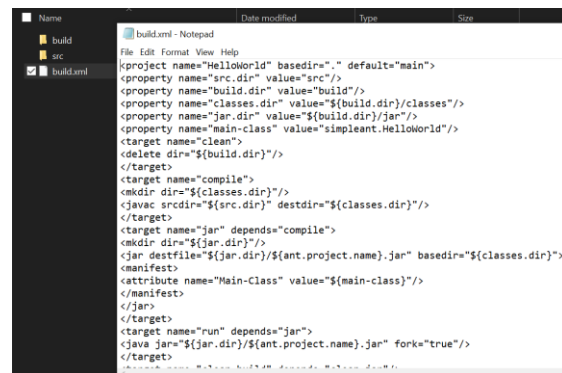 Name Date modified Type Size
build
src
build.xml
build.xml - Notepad
File Edit Format View Help
<project name="HelloWorld" basedir="." default="main">
<property name="src.dir" value="src"/>
<property name="build.dir" value="build"/>
<property name="classes.dir" value="${build.dir}/classes"/>
<property name="jar.dir" value="${build.dir}/jar"/>
<property name="main-class" value="simpleant.HelloWorld"/>
<target name="clean">
<delete dir="${build.dir}"/>
<target name="compile">
<mkdir dir="${classes.dir}"/>
<javac srcdir="${src.dir}" destdir="${classes.dir}"/>
</target>
<target name="jar" depends="compile">
<mkdir dir="${jar.dir}"/>
<jar destfile="${jar.dir}/${ant.project.name}.jar" basedir="${classes.dir}">
<manifest>
<attribute name="Main-Class" value="${main-class}"/>
</manifest>
</jar>
</target>
<target name="run" depends="jar">
<java jar="${jar.dir}/${ant.project.name}.jar" fork="true"/>
</target>